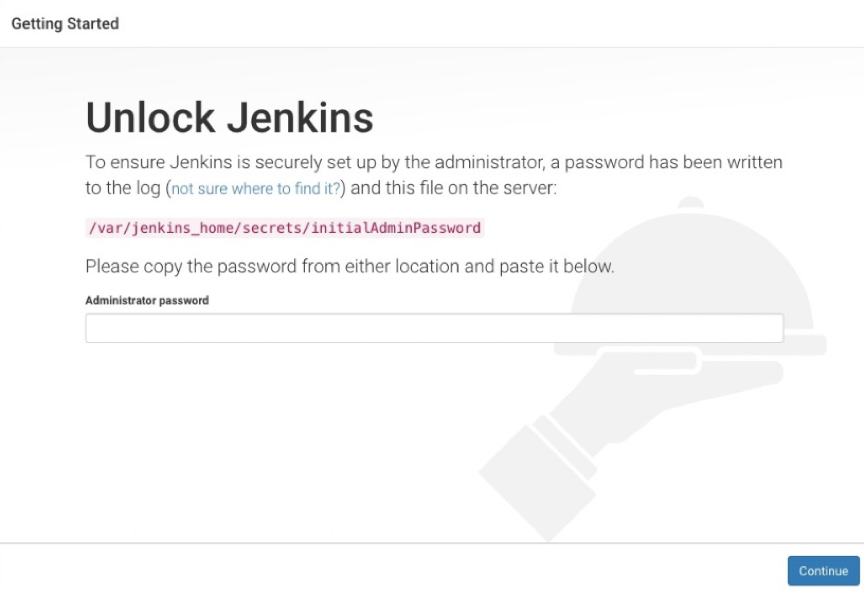 Getting Started
Unlock Jenkins
To ensure Jenkins is securely set up by the administrator, a password has been written
to the log (not sure where to find it?) and this file on the server:
/var/jenkins_home/secrets/initialAdminPassword
Please copy the password from either location and paste it below.
Administrator password
Continue